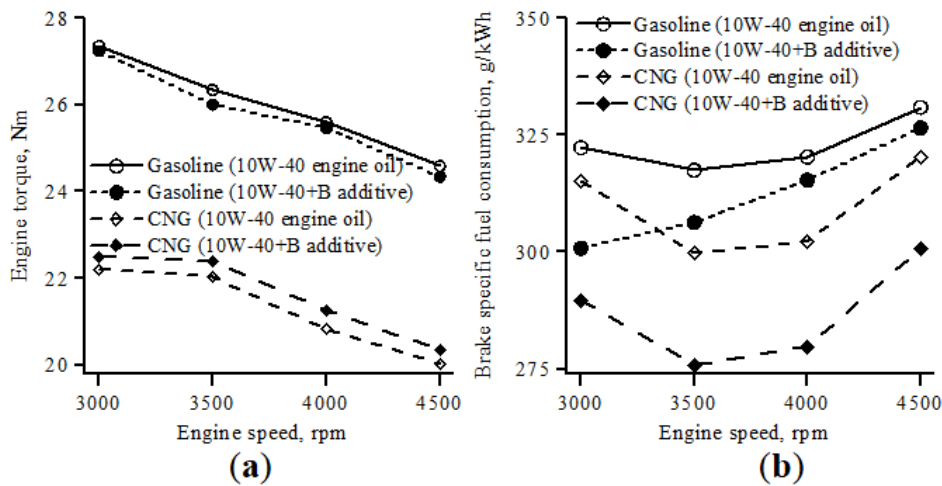 28
26
24
22
20
Engine torque, Nm
Gasoline (10W-40 engine oil)
Gasoline (10W-40+B additive)
CNG (10W-40 engine oil)
CNG (10W-40+B additive)
3000 3500 4000 4500
Engine speed, rpm
(a)
350
325
300
275
Brake specific fuel consumption, g/kWh
Gasoline (10W-40 engine oil)
Gasoline (10W-40+B additive)
CNG (10W-40 engine oil)
CNG (10W-40+B additive)
3000 3500 4000 4500
Engine speed, rpm
(b)